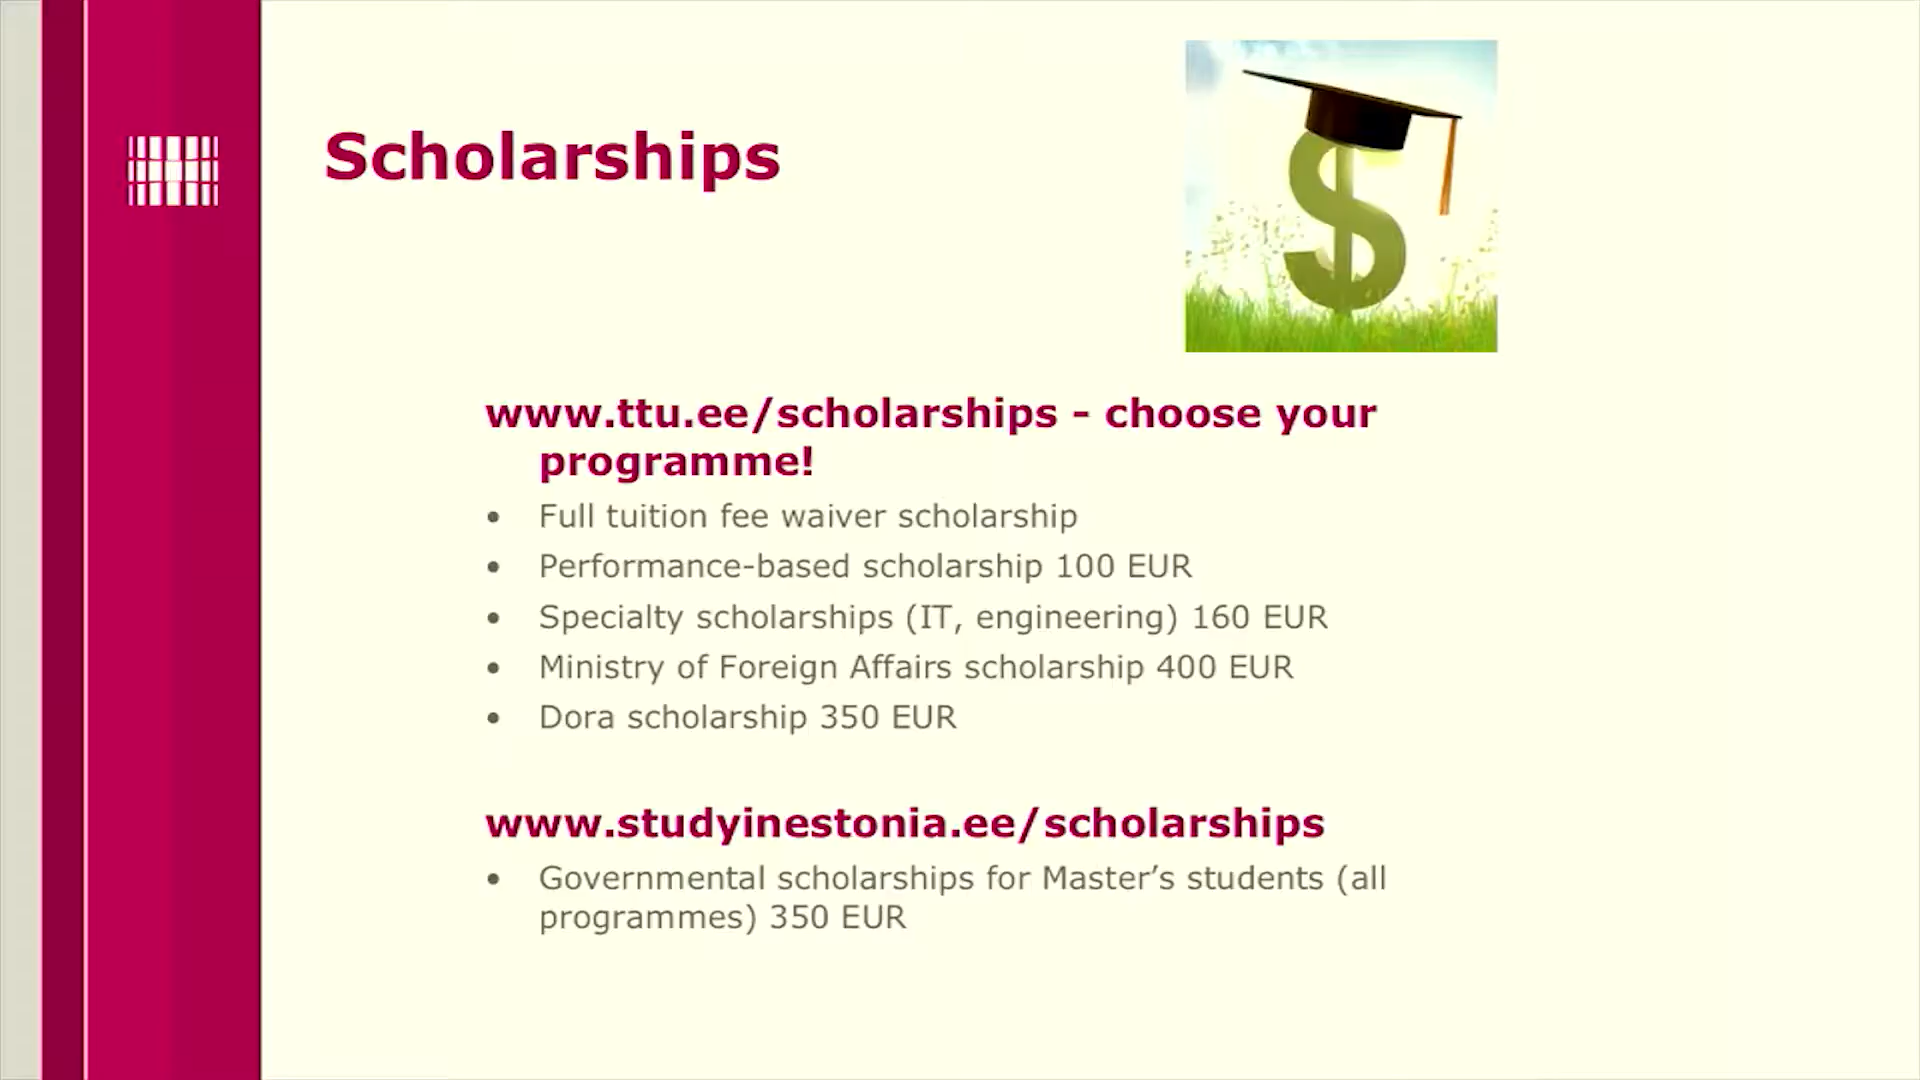 Scholarships
www.ttu.ee/scholarships - choose your
programme!
• Full tuition fee waiver scholarship
• Performance-based scholarship 100 EUR
• Specialty scholarships (IT, engineering) 160 EUR
• Ministry of Foreign Affairs scholarship 400 EUR
• Dora scholarship 350 EUR
www.studyinestonia.ee/scholarships
• Governmental scholarships for Master’s students (all
programmes) 350 EUR